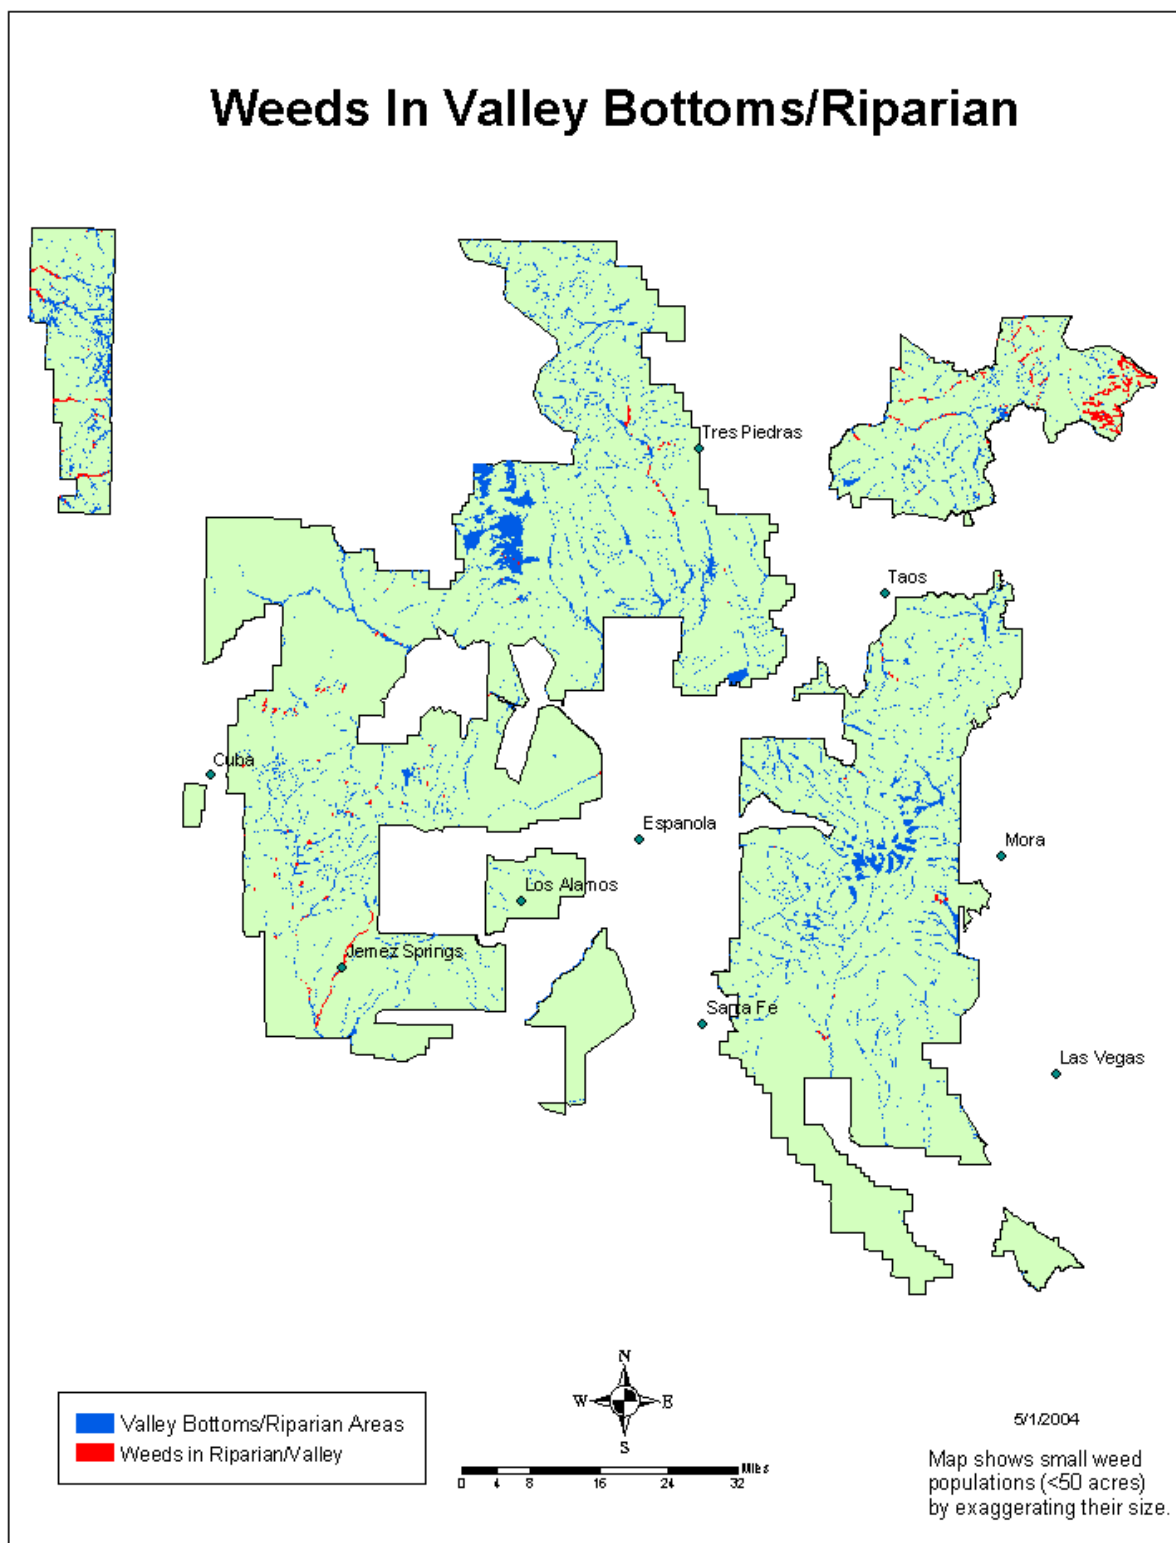 Weeds In Valley Bottoms/Riparian
Tres Piedras
Taos
Cuba
Espanola
Mora
Los Alamos
Jemez Springs
Santa Fe
Las Vegas
N
W E
S
Valley Bottoms/Riparian Areas
Weeds in Riparian/Valley
0 4 8 16 24 32 Miles
5/1/2004
Map shows small weed
populations (<50 acres)
by exaggerating their size.